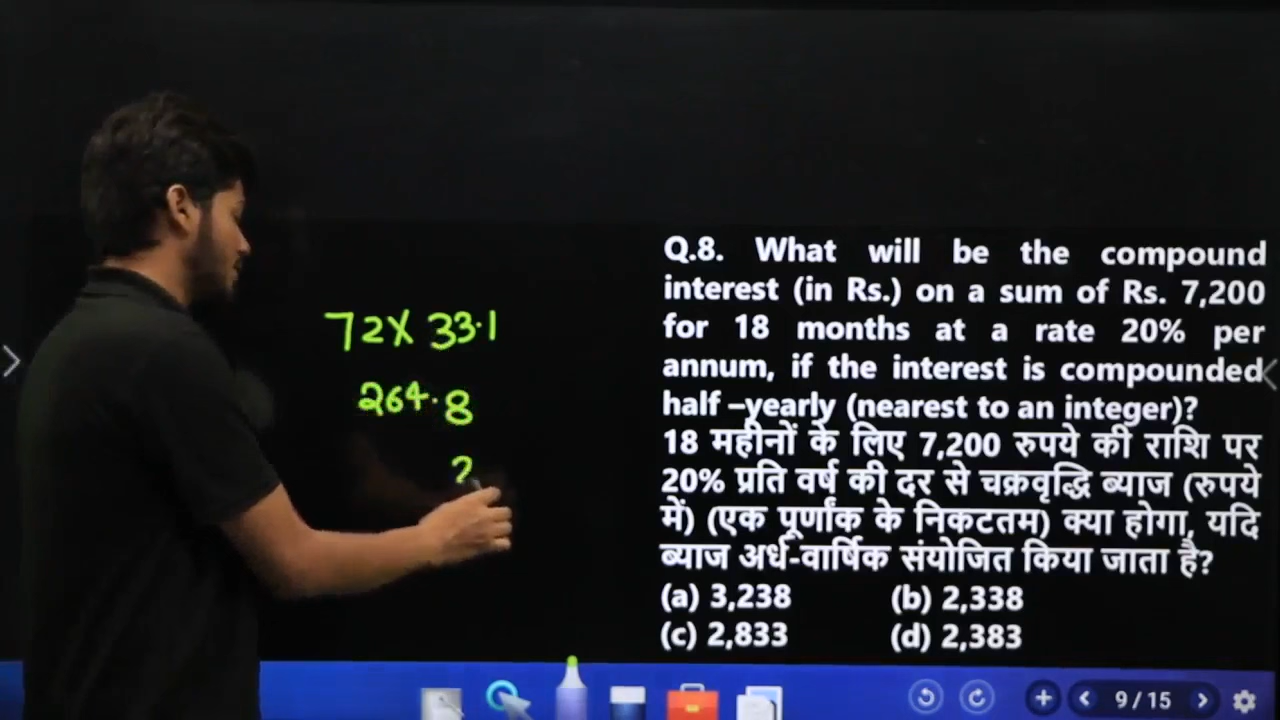 72X 33.1
264.8
2
Q.8. What will be the compound
interest (in Rs.) on a sum of Rs. 7,200
for 18 months at a rate 20% per
annum, if the interest is compounded
half –yearly (nearest to an integer)?
18 महीनों के लिए 7,200 रुपये की राशि पर
20% प्रति वर्ष की दर से चक्रवृद्धि ब्याज (रुपये
में) (एक पूर्णांक के निकटतम) क्या होगा, यदि
ब्याज अर्ध-वार्षिक संयोजित किया जाता है?
(a) 3,238 (b) 2,338
(c) 2,833 (d) 2,383
9 / 15